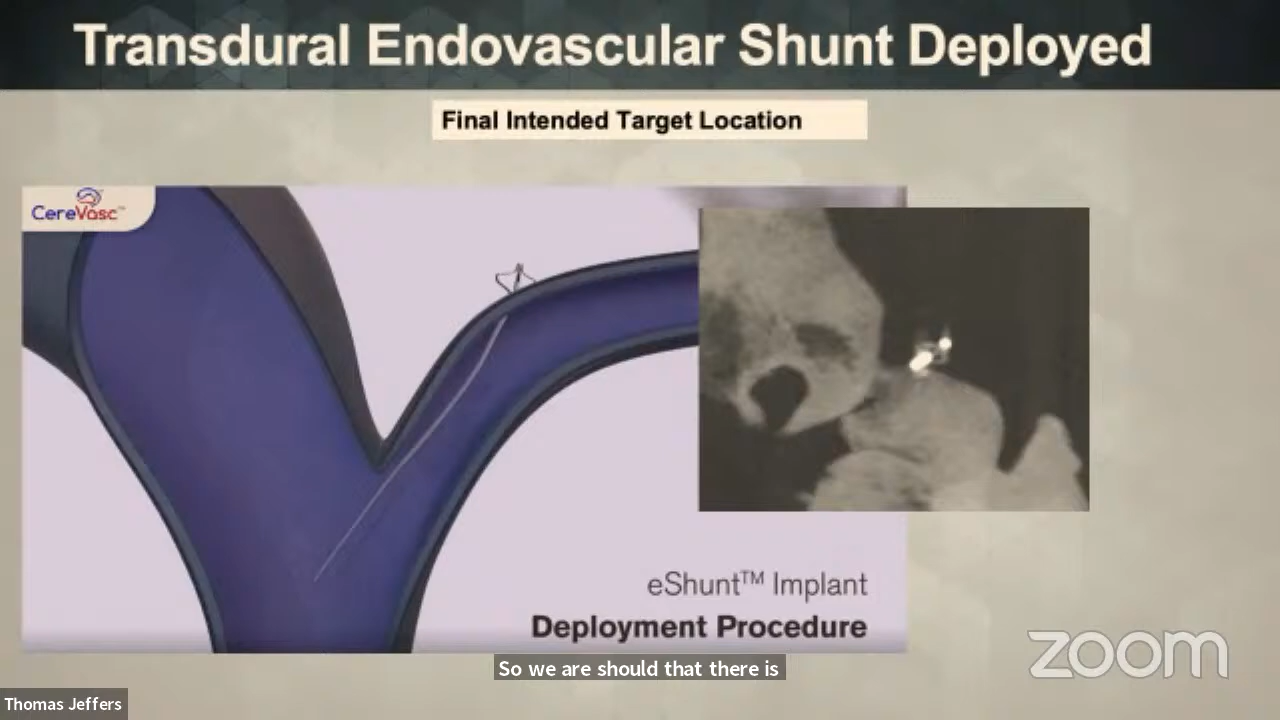 Transdural Endovascular Shunt Deployed
Final Intended Target Location
CereVasc™
eShunt™ Implant
Deployment Procedure
So we are should that there is
zoom
Thomas Jeffers